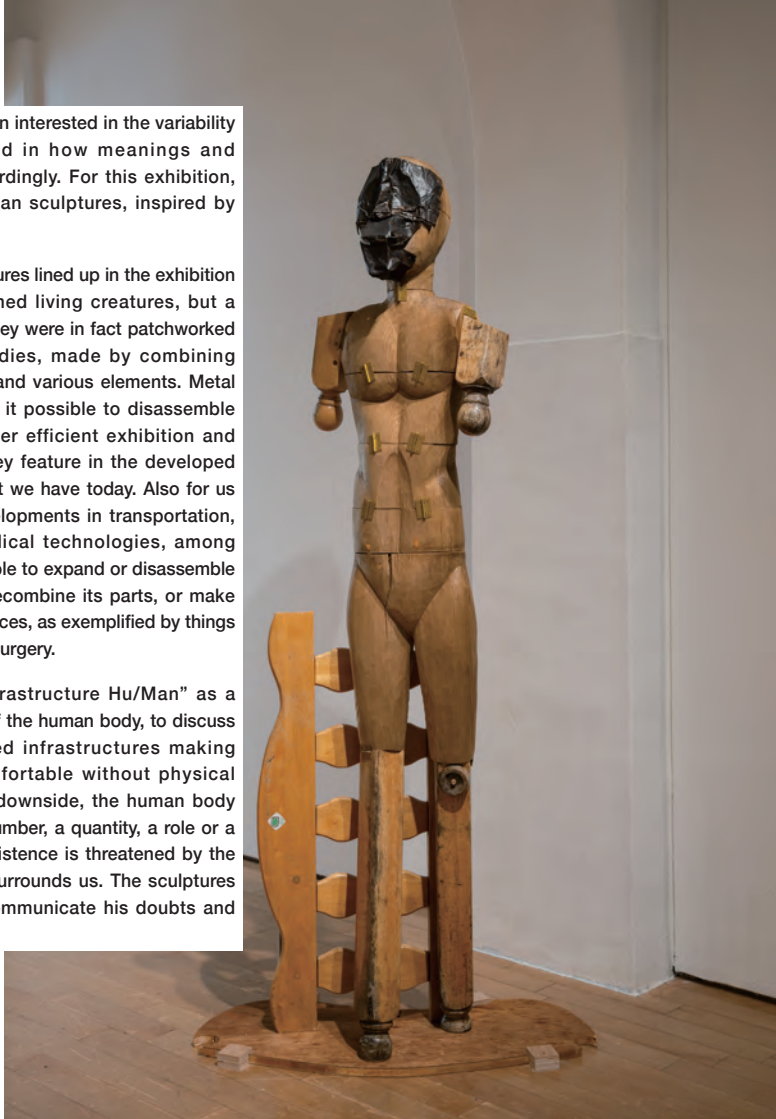 n interested in the variability
d in how meanings and
rdingly. For this exhibition,
an sculptures, inspired by
ures lined up in the exhibition
ned living creatures, but a
ey were in fact patchworked
dies, made by combining
and various elements. Metal
it possible to disassemble
er efficient exhibition and
ey feature in the developed
t we have today. Also for us
lopments in transportation,
dical technologies, among
ble to expand or disassemble
ecombine its parts, or make
ces, as exemplified by things
urgery.
rastructure Hu/Man” as a
f the human body, to discuss
ed infrastructures making
fortable without physical
downside, the human body
umber, a quantity, a role or a
istence is threatened by the
urrounds us. The sculptures
ommunicate his doubts and